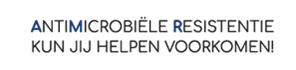 ANTIMICROBIËLE RESISTENTIE
KUN JIJ HELPEN VOORKOMEN!